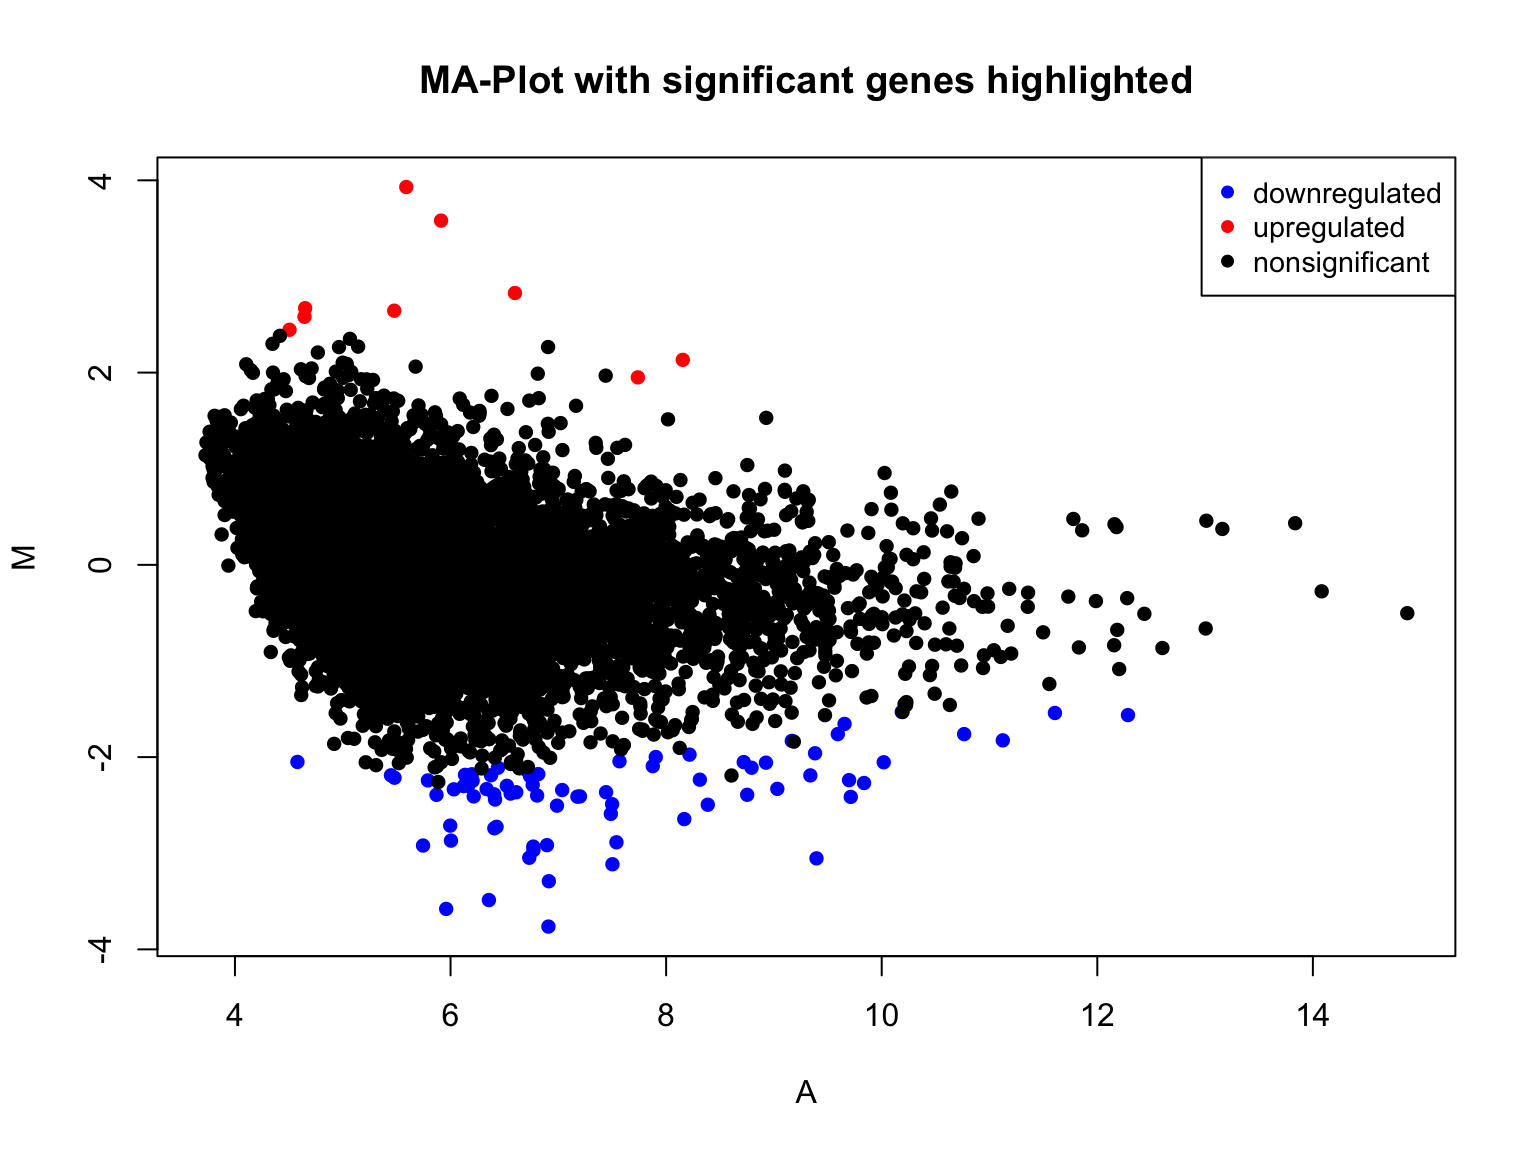 MA-Plot with significant genes highlighted
downregulated
upregulated
nonsignificant
4
2
0
-2
-4
M
4 6 8 10 12 14
A